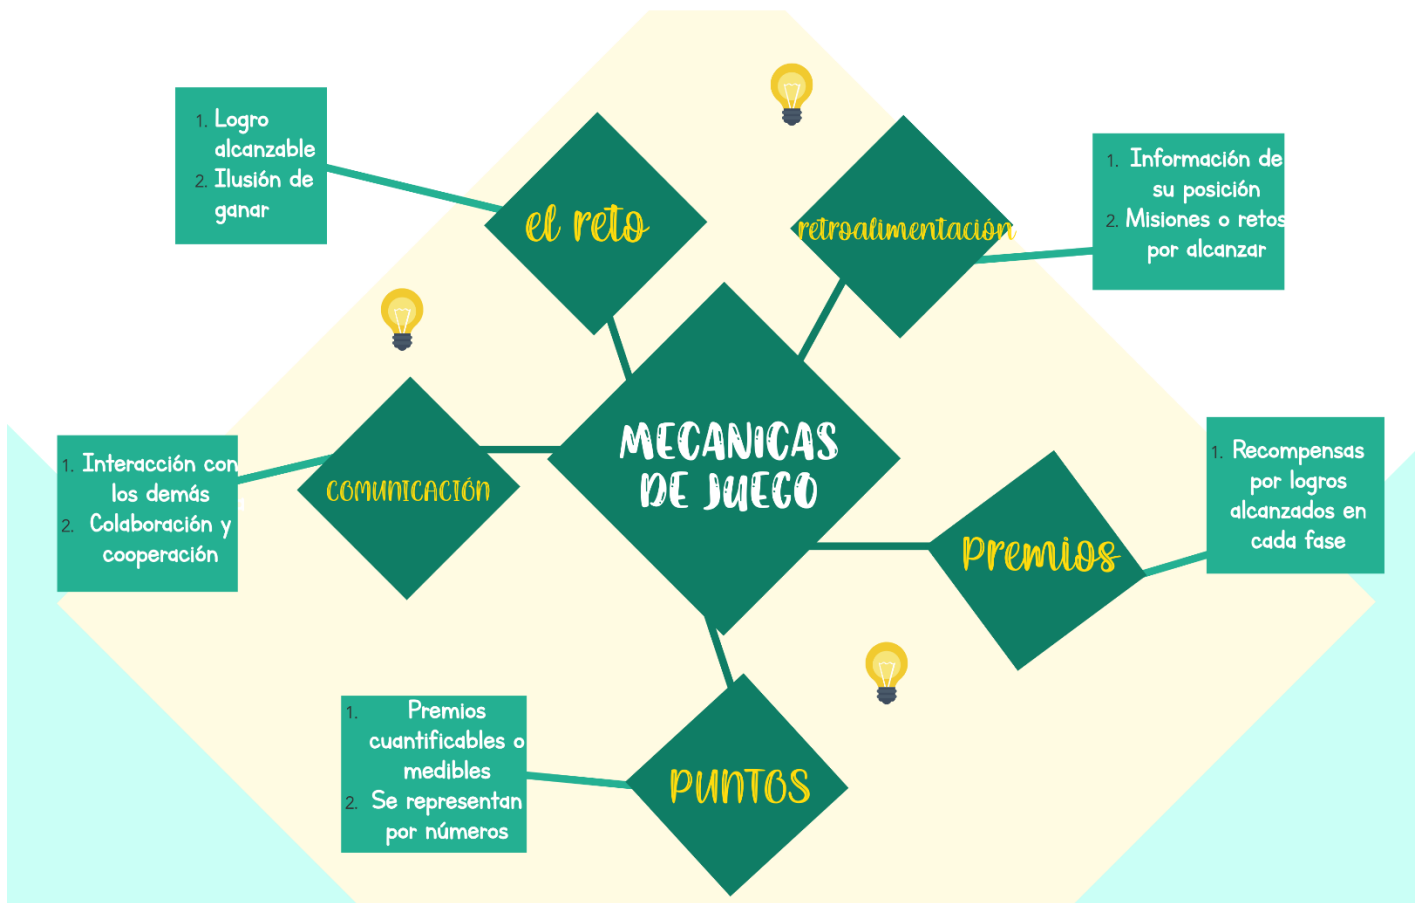 1. Logro
alcanzable
2. Ilusión de
ganar
el reto
retroalimentación
1. Información de
su posición
2. Misiones o retos
por alcanzar
MECANICAS
DE JUEGO
1. Interacción con
los demás
2. Colaboración y
cooperación
COMUNICACIÓN
Premios
1. Recompensas
por logros
alcanzados en
cada fase
1. Premios
cuantificables o
medibles
2. Se representan
por números
PUNTOS